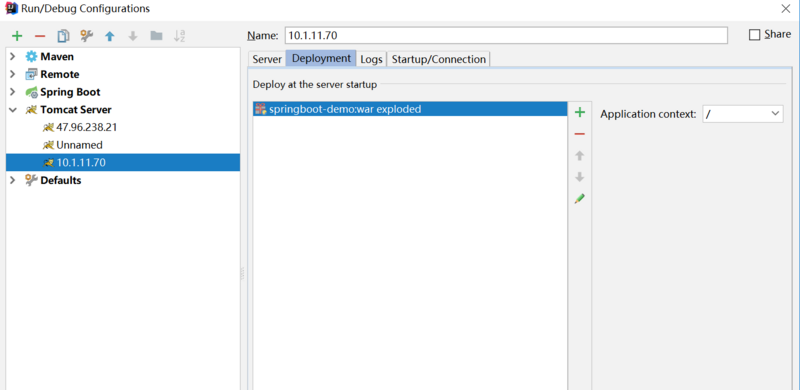 Run/Debug Configurations
Name: 10.1.11.70
Share
Maven
Remote
Spring Boot
Tomcat Server
47.96.238.21
Unnamed
10.1.11.70
Defaults
Server Deployment Logs Startup/Connection
Deploy at the server startup
springboot-demo:war exploded
Application context: /